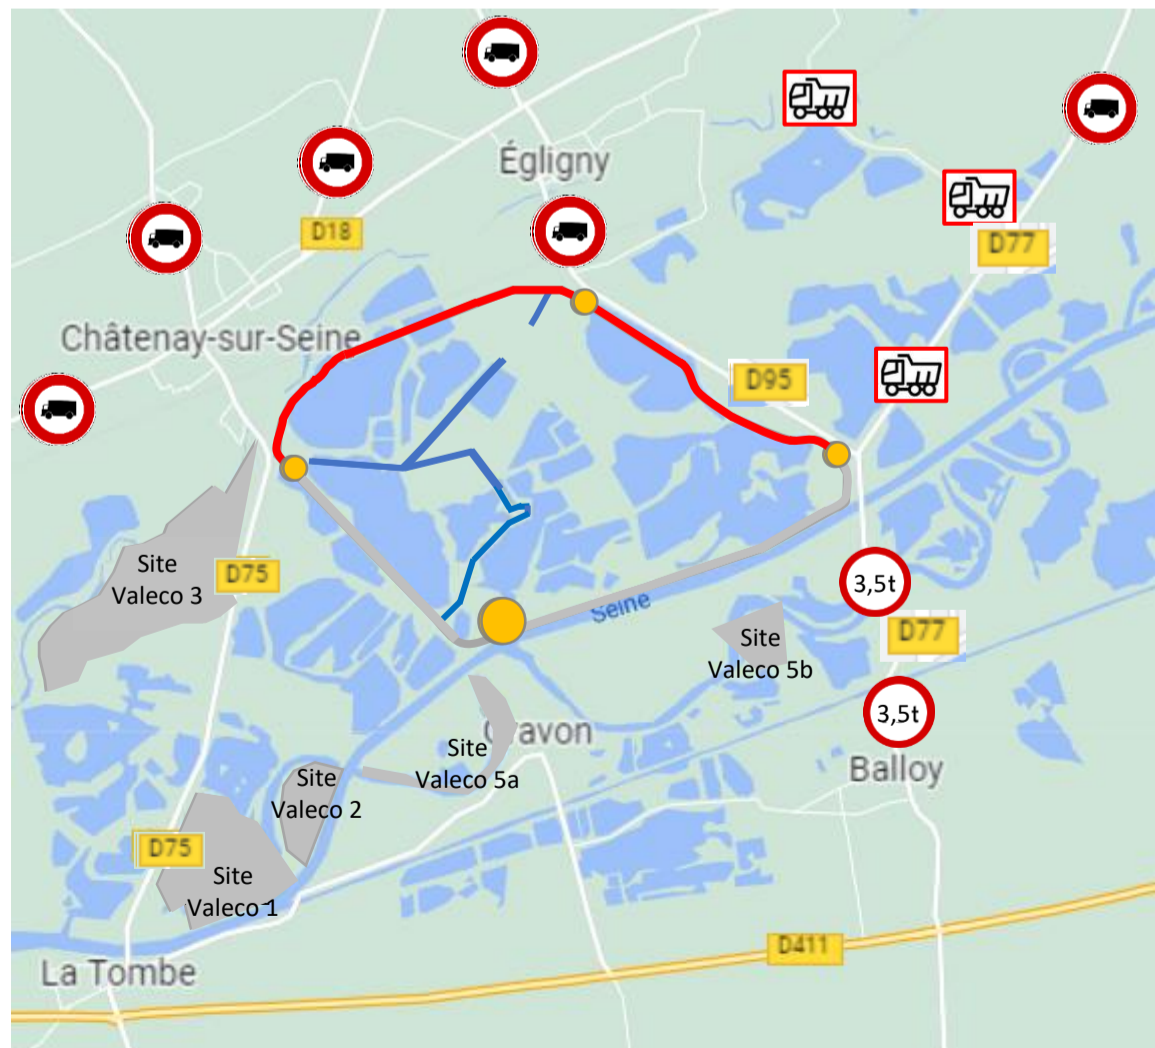 Égligny
D18
D77
Châtenay-sur-Seine
D95
Site
Valeco 3
D75
3,5t
Seine
D77
Site
Valeco 5b
3,5t
Gravon
Site
Valeco 5a
Balloy
Site
Valeco 2
D75
Site
Valeco 1
D411
La Tombe